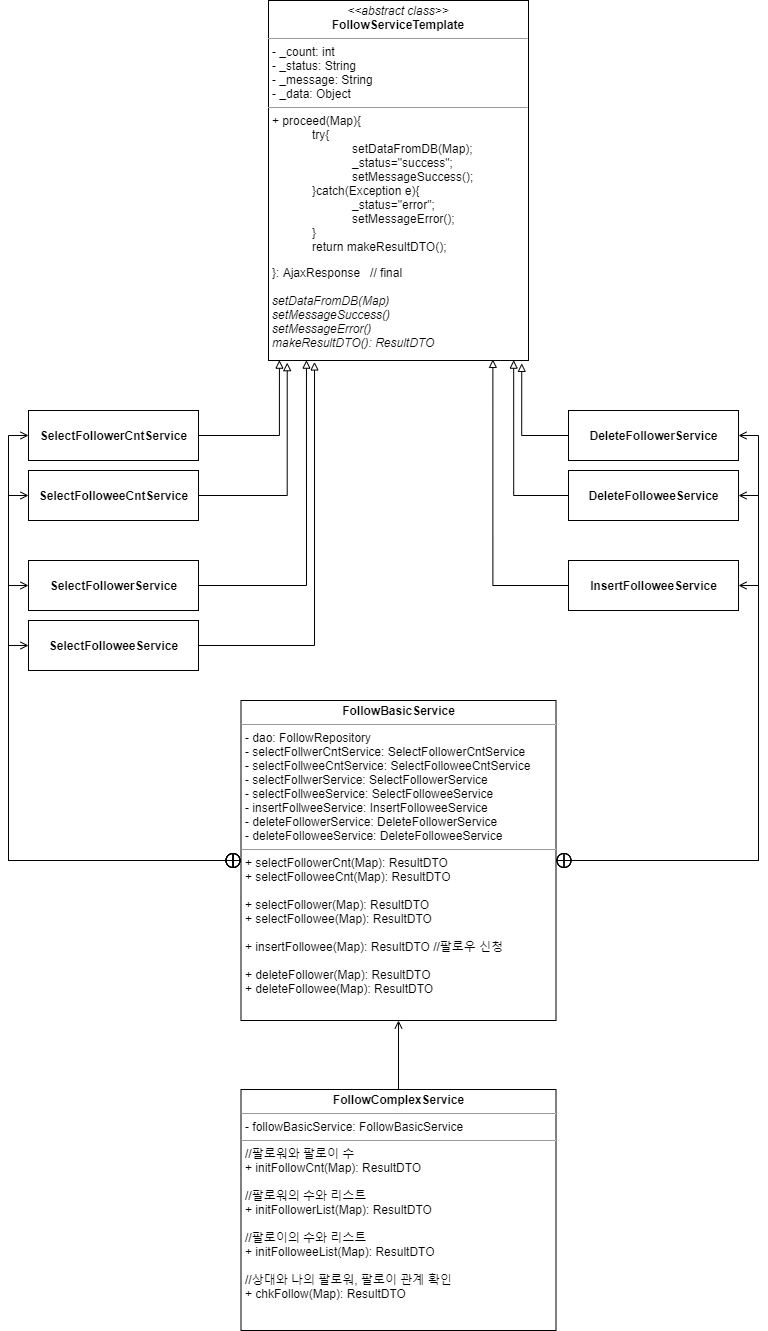 <<abstract class>>
FollowServiceTemplate
- _count: int
- _status: String
- _message: String
- _data: Object
+ proceed(Map){
try{
setDataFromDB(Map);
_status="success";
setMessageSuccess();
}catch(Exception e){
_status="error";
setMessageError();
}
return makeResultDTO();
}: AjaxResponse // final
setDataFromDB(Map)
setMessageSuccess()
setMessageError()
makeResultDTO(): ResultDTO
SelectFollowerCntService
DeleteFollowerService
SelectFolloweeCntService
DeleteFolloweeService
SelectFollowerService
InsertFolloweeService
SelectFolloweeService
FollowBasicService
- dao: FollowRepository
- selectFollwerCntService: SelectFollowerCntService
- selectFollweeCntService: SelectFolloweeCntService
- selectFollwerService: SelectFollowerService
- selectFollweeService: SelectFolloweeService
- insertFollweeService: InsertFolloweeService
- deleteFollowerService: DeleteFollowerService
- deleteFolloweeService: DeleteFolloweeService
+ selectFollowerCnt(Map): ResultDTO
+ selectFolloweeCnt(Map): ResultDTO
+ selectFollower(Map): ResultDTO
+ selectFollowee(Map): ResultDTO
+ insertFollowee(Map): ResultDTO //팔로우 신청
+ deleteFollower(Map): ResultDTO
+ deleteFollowee(Map): ResultDTO
FollowComplexService
- followBasicService: FollowBasicService
//팔로워와 팔로이 수
+ initFollowCnt(Map): ResultDTO
//팔로워의 수와 리스트
+ initFollowerList(Map): ResultDTO
//팔로이의 수와 리스트
+ initFolloweeList(Map): ResultDTO
//상대와 나의 팔로워, 팔로이 관계 확인
+ chkFollow(Map): ResultDTO